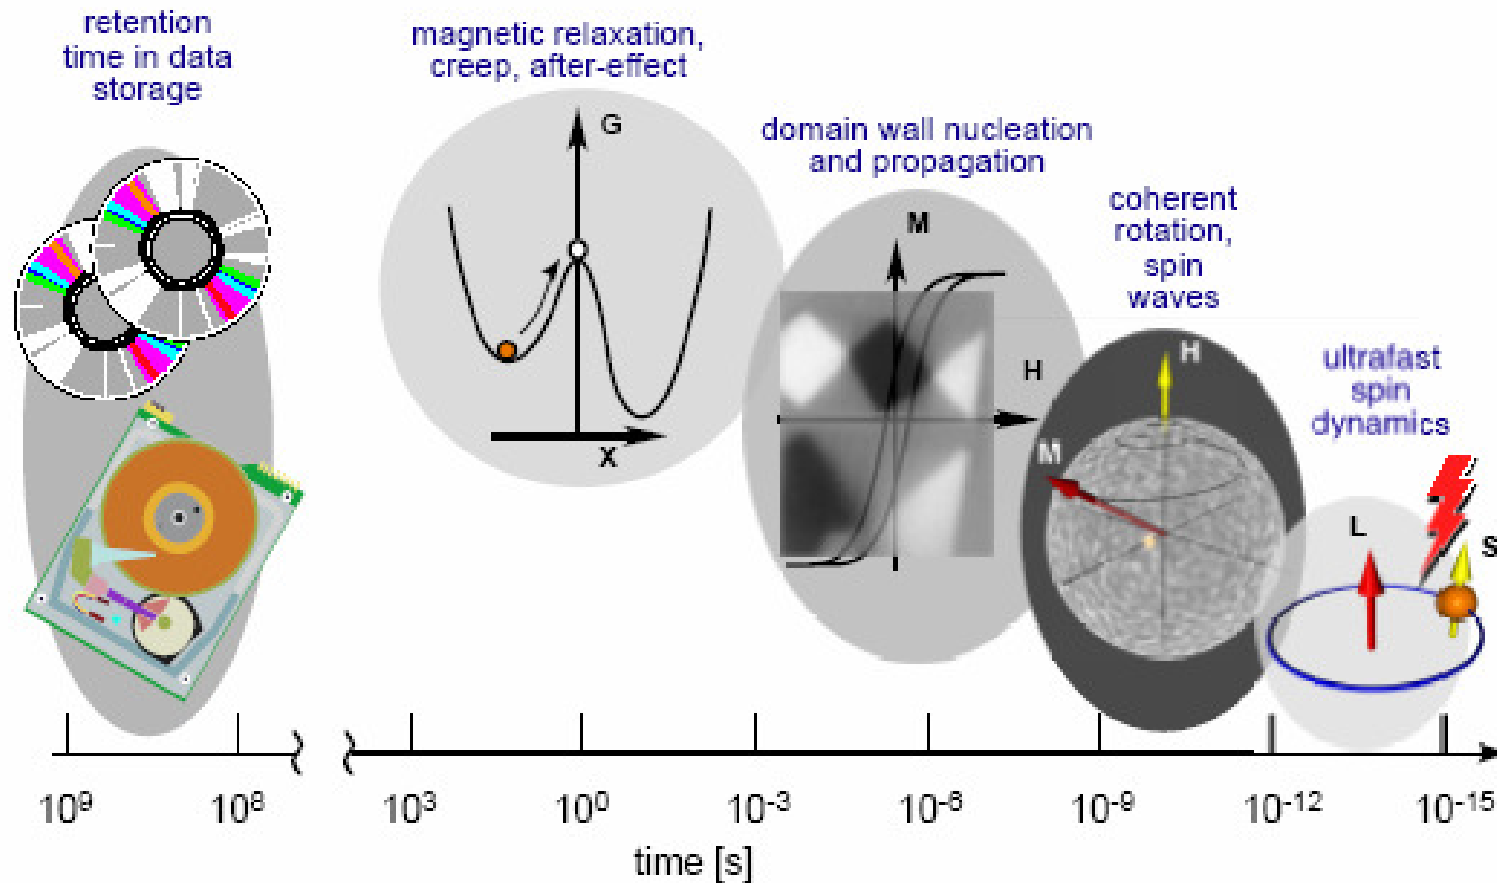 retention
time in data
storage
magnetic relaxation,
creep, after-effect
G
X
domain wall nucleation
and propagation
M
H
coherent
rotation,
spin
waves
H
M
ultrafast
spin
dynamics
L
S
10⁹
10⁸
10³
10⁰
10⁻³
10⁻⁶
10⁻⁹
10⁻¹²
10⁻¹⁵
time [s]